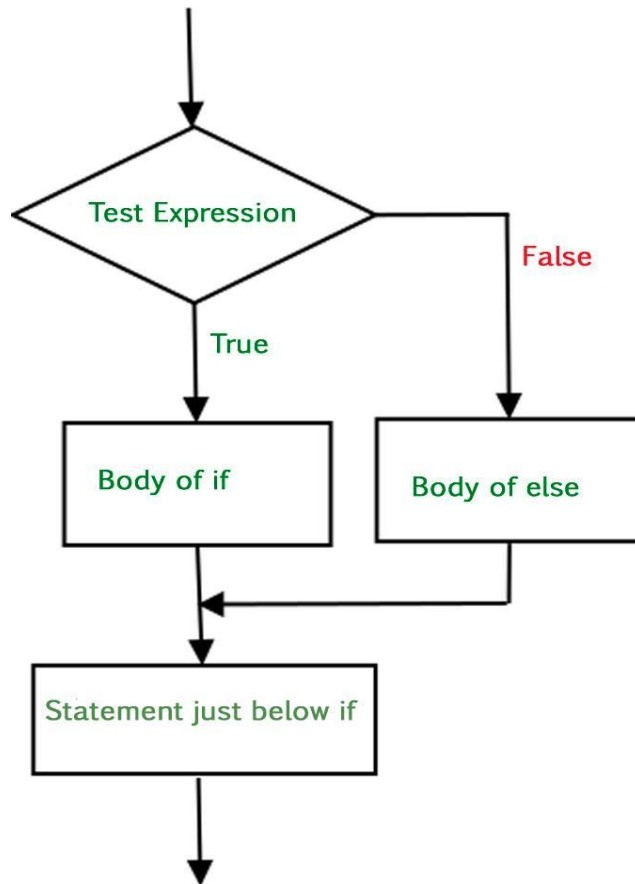 Test Expression
False
True
Body of if
Body of else
Statement just below if